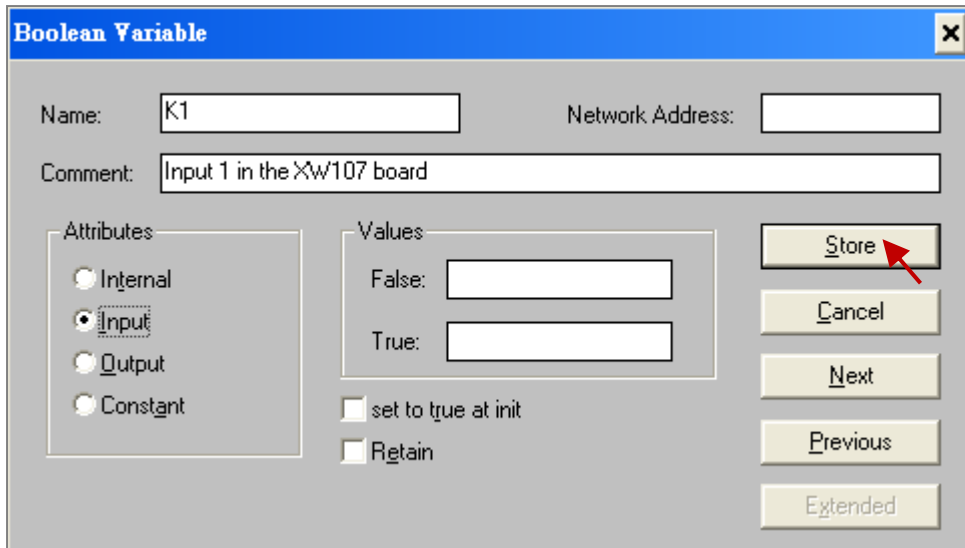 Boolean Variable
Name: K1 Network Address:
Comment: Input 1 in the XW107 board
Attributes Values
Internal False:
Input True:
Output
Constant
set to true at init
Retain
Store
Cancel
Next
Previous
Extended